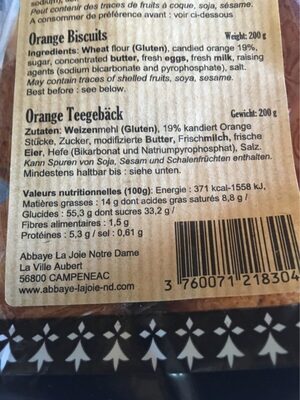 Peut contenir des traces de fruits à coque, soja, sésame.
A consommer de préférence avant : voir ci-dessous
Orange Biscuits Weight: 200 g
Ingredients: Wheat flour (Gluten), candied orange 19%,
sugar, concentrated butter, fresh eggs, fresh milk, raising
agents (sodium bicarbonate and pyrophosphate), salt.
May contain traces of shelled fruits, soya, sesame.
Best before : see below.
Orange Teegebäck Gewicht: 200 g
Zutaten: Weizenmehl (Gluten), 19% kandiert Orange
Stücke, Zucker, modifizierte Butter, Frischmilch, frische
Eier, Hefe (Bikarbonat und Natriumpyrophosphat), Salz.
Kann Spuren von Soja, Sesam und Schalenfrüchten enthalten.
Mindestens haltbar bis : siehe unten.
Valeurs nutritionnelles (100g): Energie : 371 kcal-1558 kJ,
Matières grasses : 14 g dont acides gras saturés 8,8 g /
Glucides : 55,3 g dont sucres 33,2 g /
Fibres alimentaires : 1,5 g
Protéines : 5,3 g / sel : 0,61 g
Abbaye La Joie Notre Dame
La Ville Aubert
56800 CAMPENEAC
www.abbaye-lajoie-nd.com
3 760071 218304